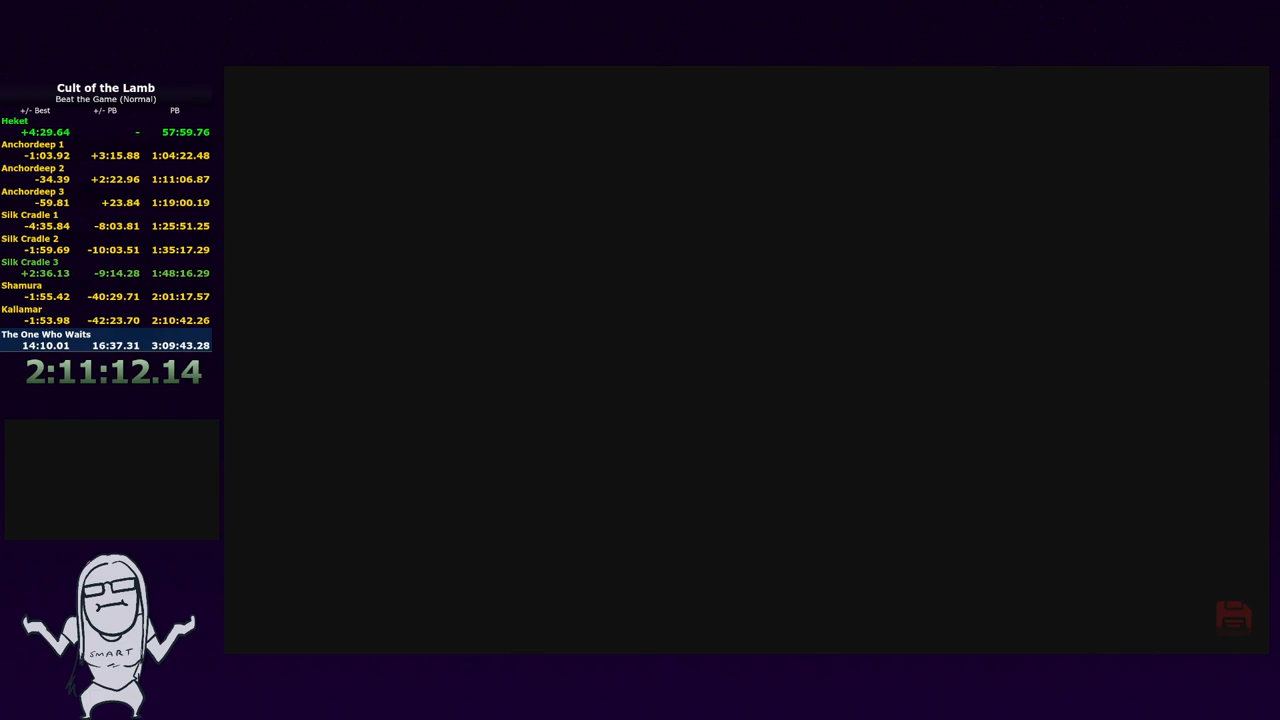 Cult of the Lamb
Beat the Game (Normal)
+/- Best +/- PB PB
Heket
+4:29.64 - 57:59.76
Anchordeep 1
-1:03.92 +3:15.88 1:04:22.48
Anchordeep 2
-34.39 +2:22.96 1:11:06.87
Anchordeep 3
-59.81 +23.84 1:19:00.19
Silk Cradle 1
-4:35.84 -8:03.81 1:25:51.25
Silk Cradle 2
-1:59.69 -10:03.51 1:35:17.29
Silk Cradle 3
+2:36.13 -9:14.28 1:48:16.29
Shamura
-1:55.42 -40:29.71 2:01:17.57
Kallamar
-1:53.98 -42:23.70 2:10:42.26
The One Who Waits
14:10.01 16:37.31 3:09:43.28
2:11:12.14
SMART